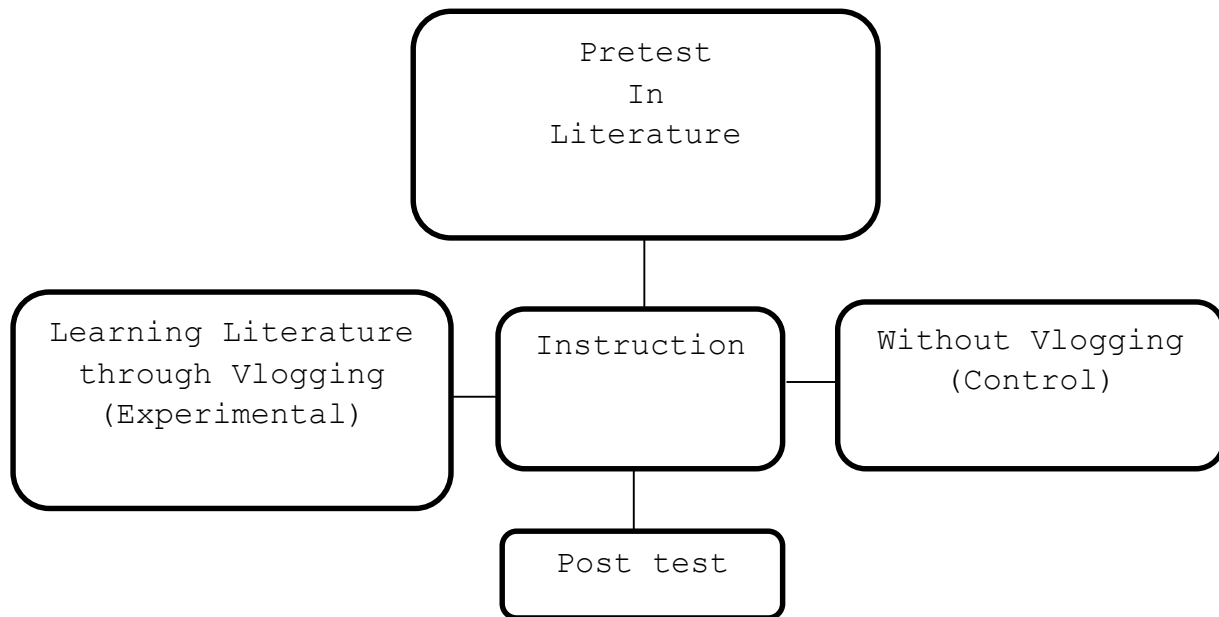 Pretest
In
Literature
Learning Literature
through Vlogging
(Experimental)
Instruction
Without Vlogging
(Control)
Post test